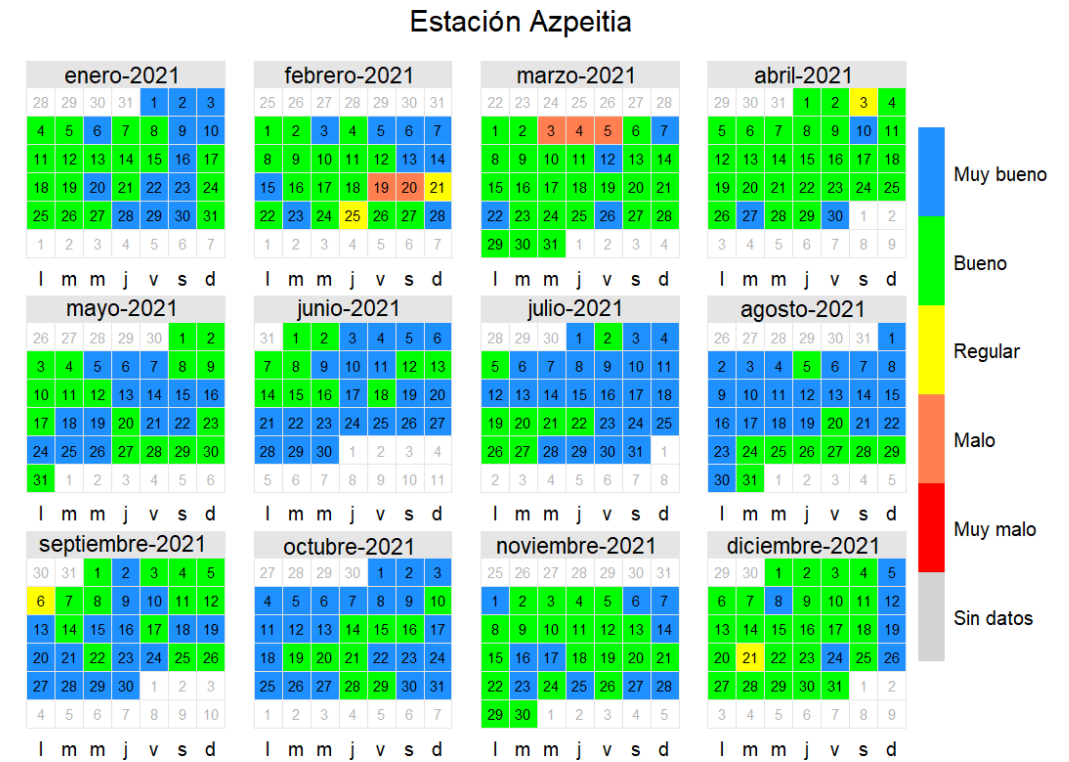 Estación Azpeitia
enero-2021 febrero-2021 marzo-2021 abril-2021
28 29 30 31 1 2 3 25 26 27 28 29 30 31 22 23 24 25 26 27 28 29 30 31 1 2 3 4
4 5 6 7 8 9 10 1 2 3 4 5 6 7 1 2 3 4 5 6 7 5 6 7 8 9 10 11
11 12 13 14 15 16 17 8 9 10 11 12 13 14 8 9 10 11 12 13 14 12 13 14 15 16 17 18
18 19 20 21 22 23 24 15 16 17 18 19 20 21 15 16 17 18 19 20 21 19 20 21 22 23 24 25
25 26 27 28 29 30 31 22 23 24 25 26 27 28 22 23 24 25 26 27 28 26 27 28 29 30 1 2
1 2 3 4 5 6 7 1 2 3 4 5 6 7 29 30 31 1 2 3 4 3 4 5 6 7 8 9
l m m j v s d l m m j v s d l m m j v s d l m m j v s d
mayo-2021 junio-2021 julio-2021 agosto-2021
26 27 28 29 30 1 2 31 1 2 3 4 5 6 28 29 30 1 2 3 4 26 27 28 29 30 31 1
3 4 5 6 7 8 9 7 8 9 10 11 12 13 5 6 7 8 9 10 11 2 3 4 5 6 7 8
10 11 12 13 14 15 16 14 15 16 17 18 19 20 12 13 14 15 16 17 18 9 10 11 12 13 14 15
17 18 19 20 21 22 23 21 22 23 24 25 26 27 19 20 21 22 23 24 25 16 17 18 19 20 21 22
24 25 26 27 28 29 30 28 29 30 1 2 3 4 26 27 28 29 30 31 1 23 24 25 26 27 28 29
31 1 2 3 4 5 6 5 6 7 8 9 10 11 2 3 4 5 6 7 8 30 31 1 2 3 4 5
l m m j v s d l m m j v s d l m m j v s d l m m j v s d
septiembre-2021 octubre-2021 noviembre-2021 diciembre-2021
30 31 1 2 3 4 5 27 28 29 30 1 2 3 25 26 27 28 29 30 31 29 30 1 2 3 4 5
6 7 8 9 10 11 12 4 5 6 7 8 9 10 1 2 3 4 5 6 7 6 7 8 9 10 11 12
13 14 15 16 17 18 19 11 12 13 14 15 16 17 8 9 10 11 12 13 14 13 14 15 16 17 18 19
20 21 22 23 24 25 26 18 19 20 21 22 23 24 15 16 17 18 19 20 21 20 21 22 23 24 25 26
27 28 29 30 1 2 3 25 26 27 28 29 30 31 22 23 24 25 26 27 28 27 28 29 30 31 1 2
4 5 6 7 8 9 10 1 2 3 4 5 6 7 29 30 1 2 3 4 5 3 4 5 6 7 8 9
l m m j v s d l m m j v s d l m m j v s d l m m j v s d
Muy bueno
Bueno
Regular
Malo
Muy malo
Sin datos